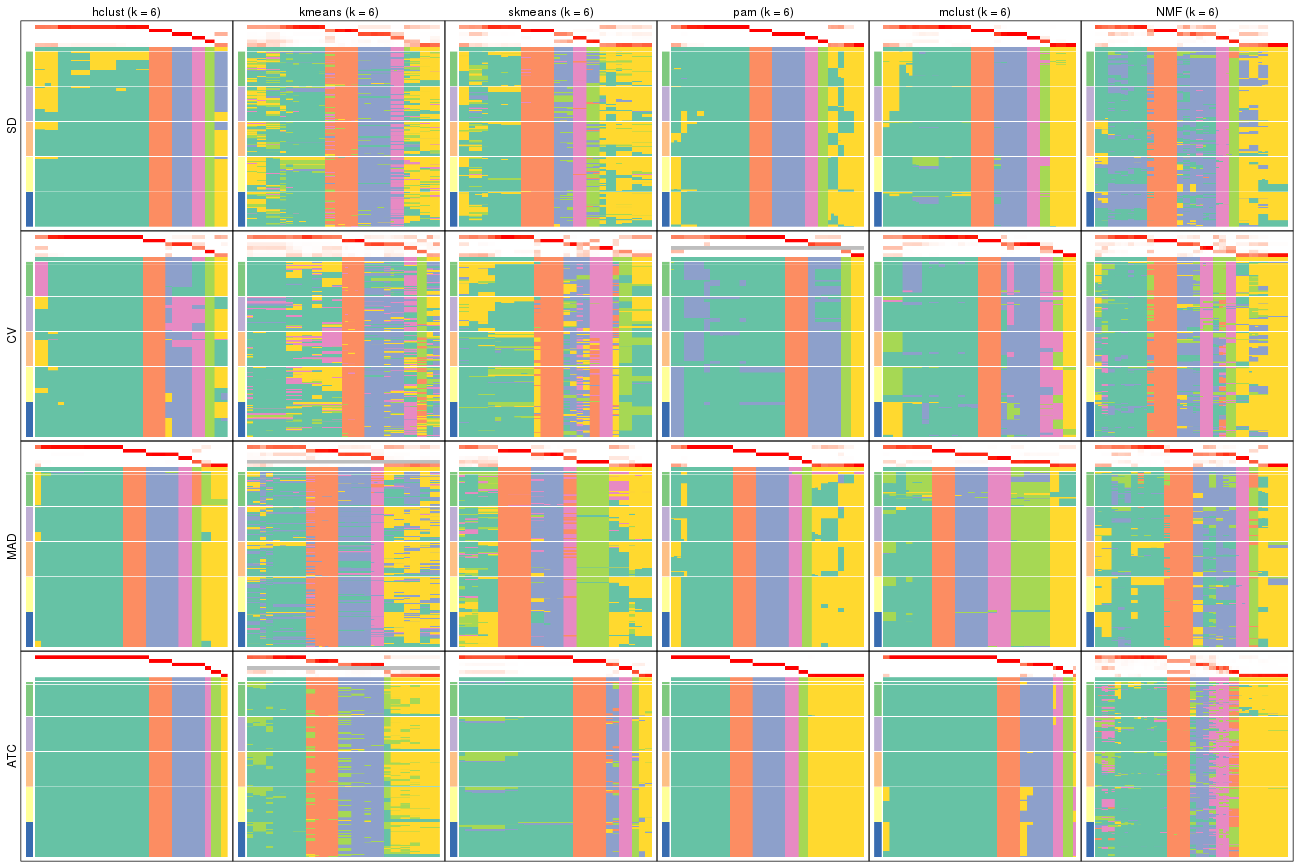 hclust (k = 6)
kmeans (k = 6)
skmeans (k = 6)
pam (k = 6)
mclust (k = 6)
NMF (k = 6)
SD
CV
MAD
ATC